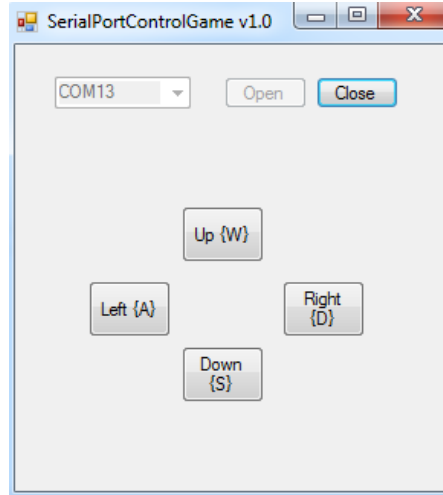 SerialPortControlGame v1.0
COM13
Open
Close
Up {W}
Left {A}
Right
{D}
Down
{S}